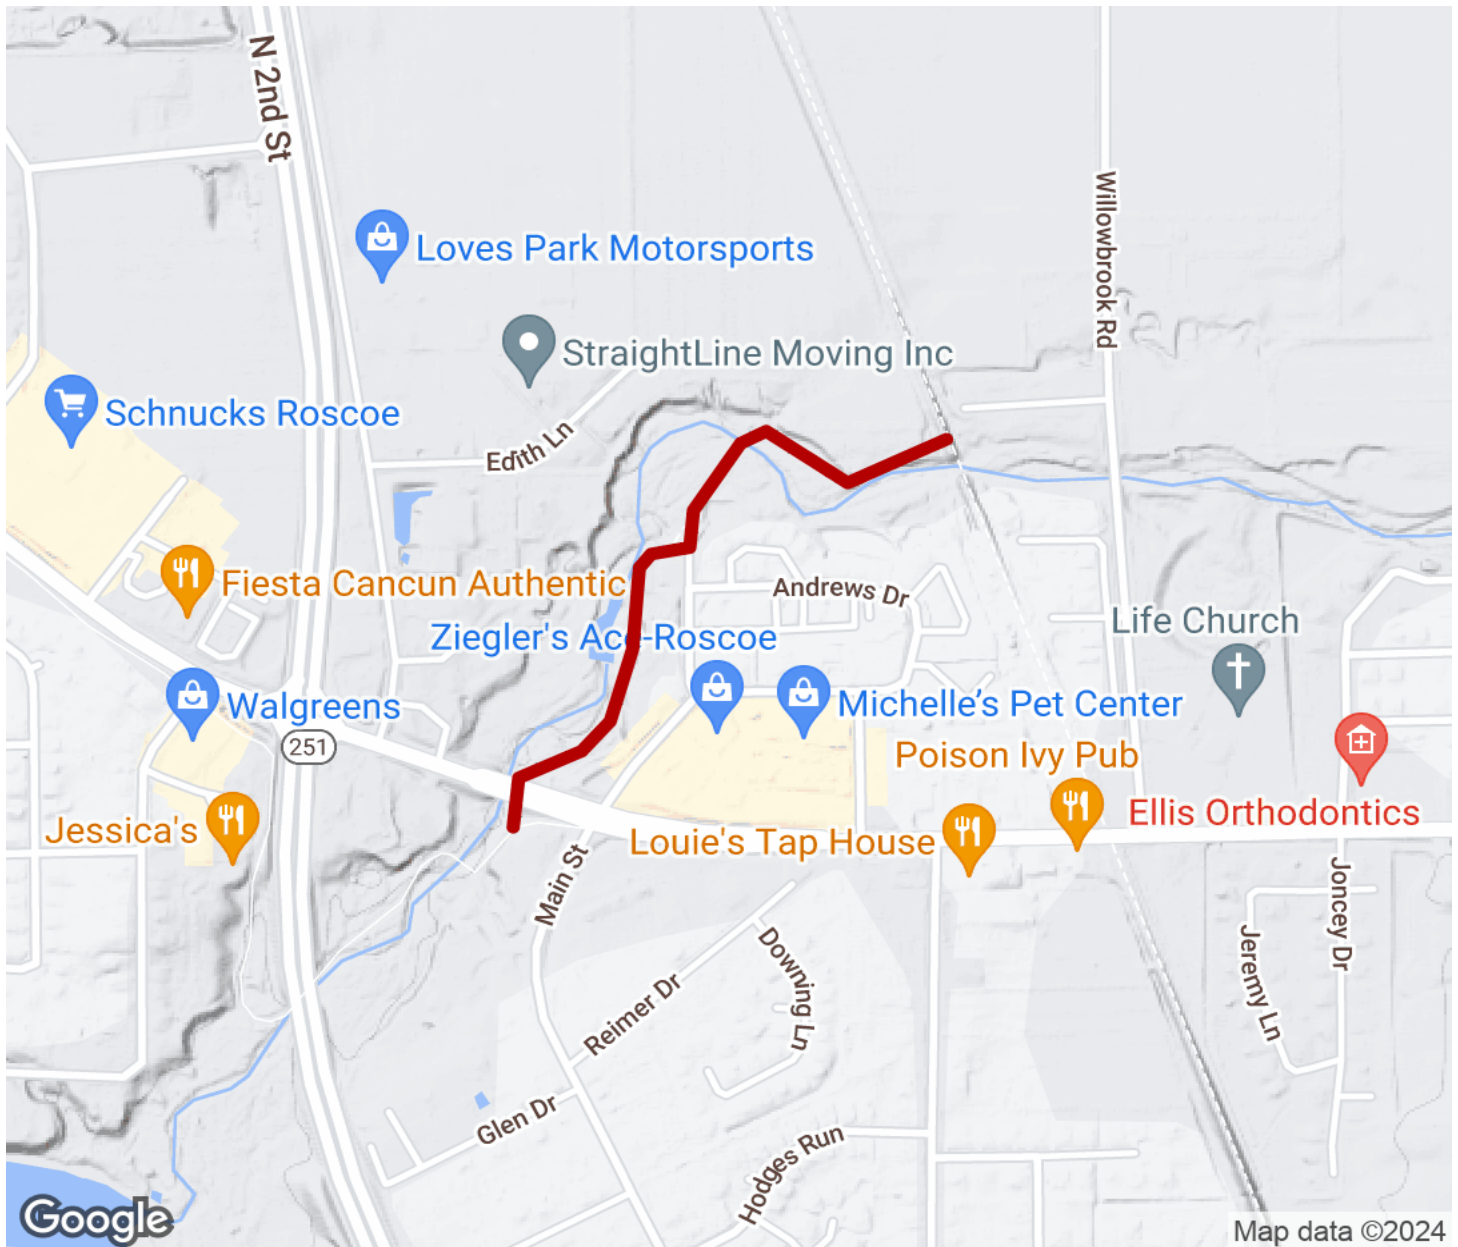 N 2nd St
Willowbrook Rd
Loves Park Motorsports
StraightLine Moving Inc
Schnucks Roscoe
Edith Ln
Fiesta Cancun Authentic
Andrews Dr
Life Church
Ziegler's Ace-Roscoe
Walgreens
Michelle's Pet Center
251
Poison Ivy Pub
Jessica's
Ellis Orthodontics
Louie's Tap House
Main St
Joncey Dr
Downing Ln
Jeremy Ln
Reimer Dr
Glen Dr
Hodges Run
Google
Map data ©2024